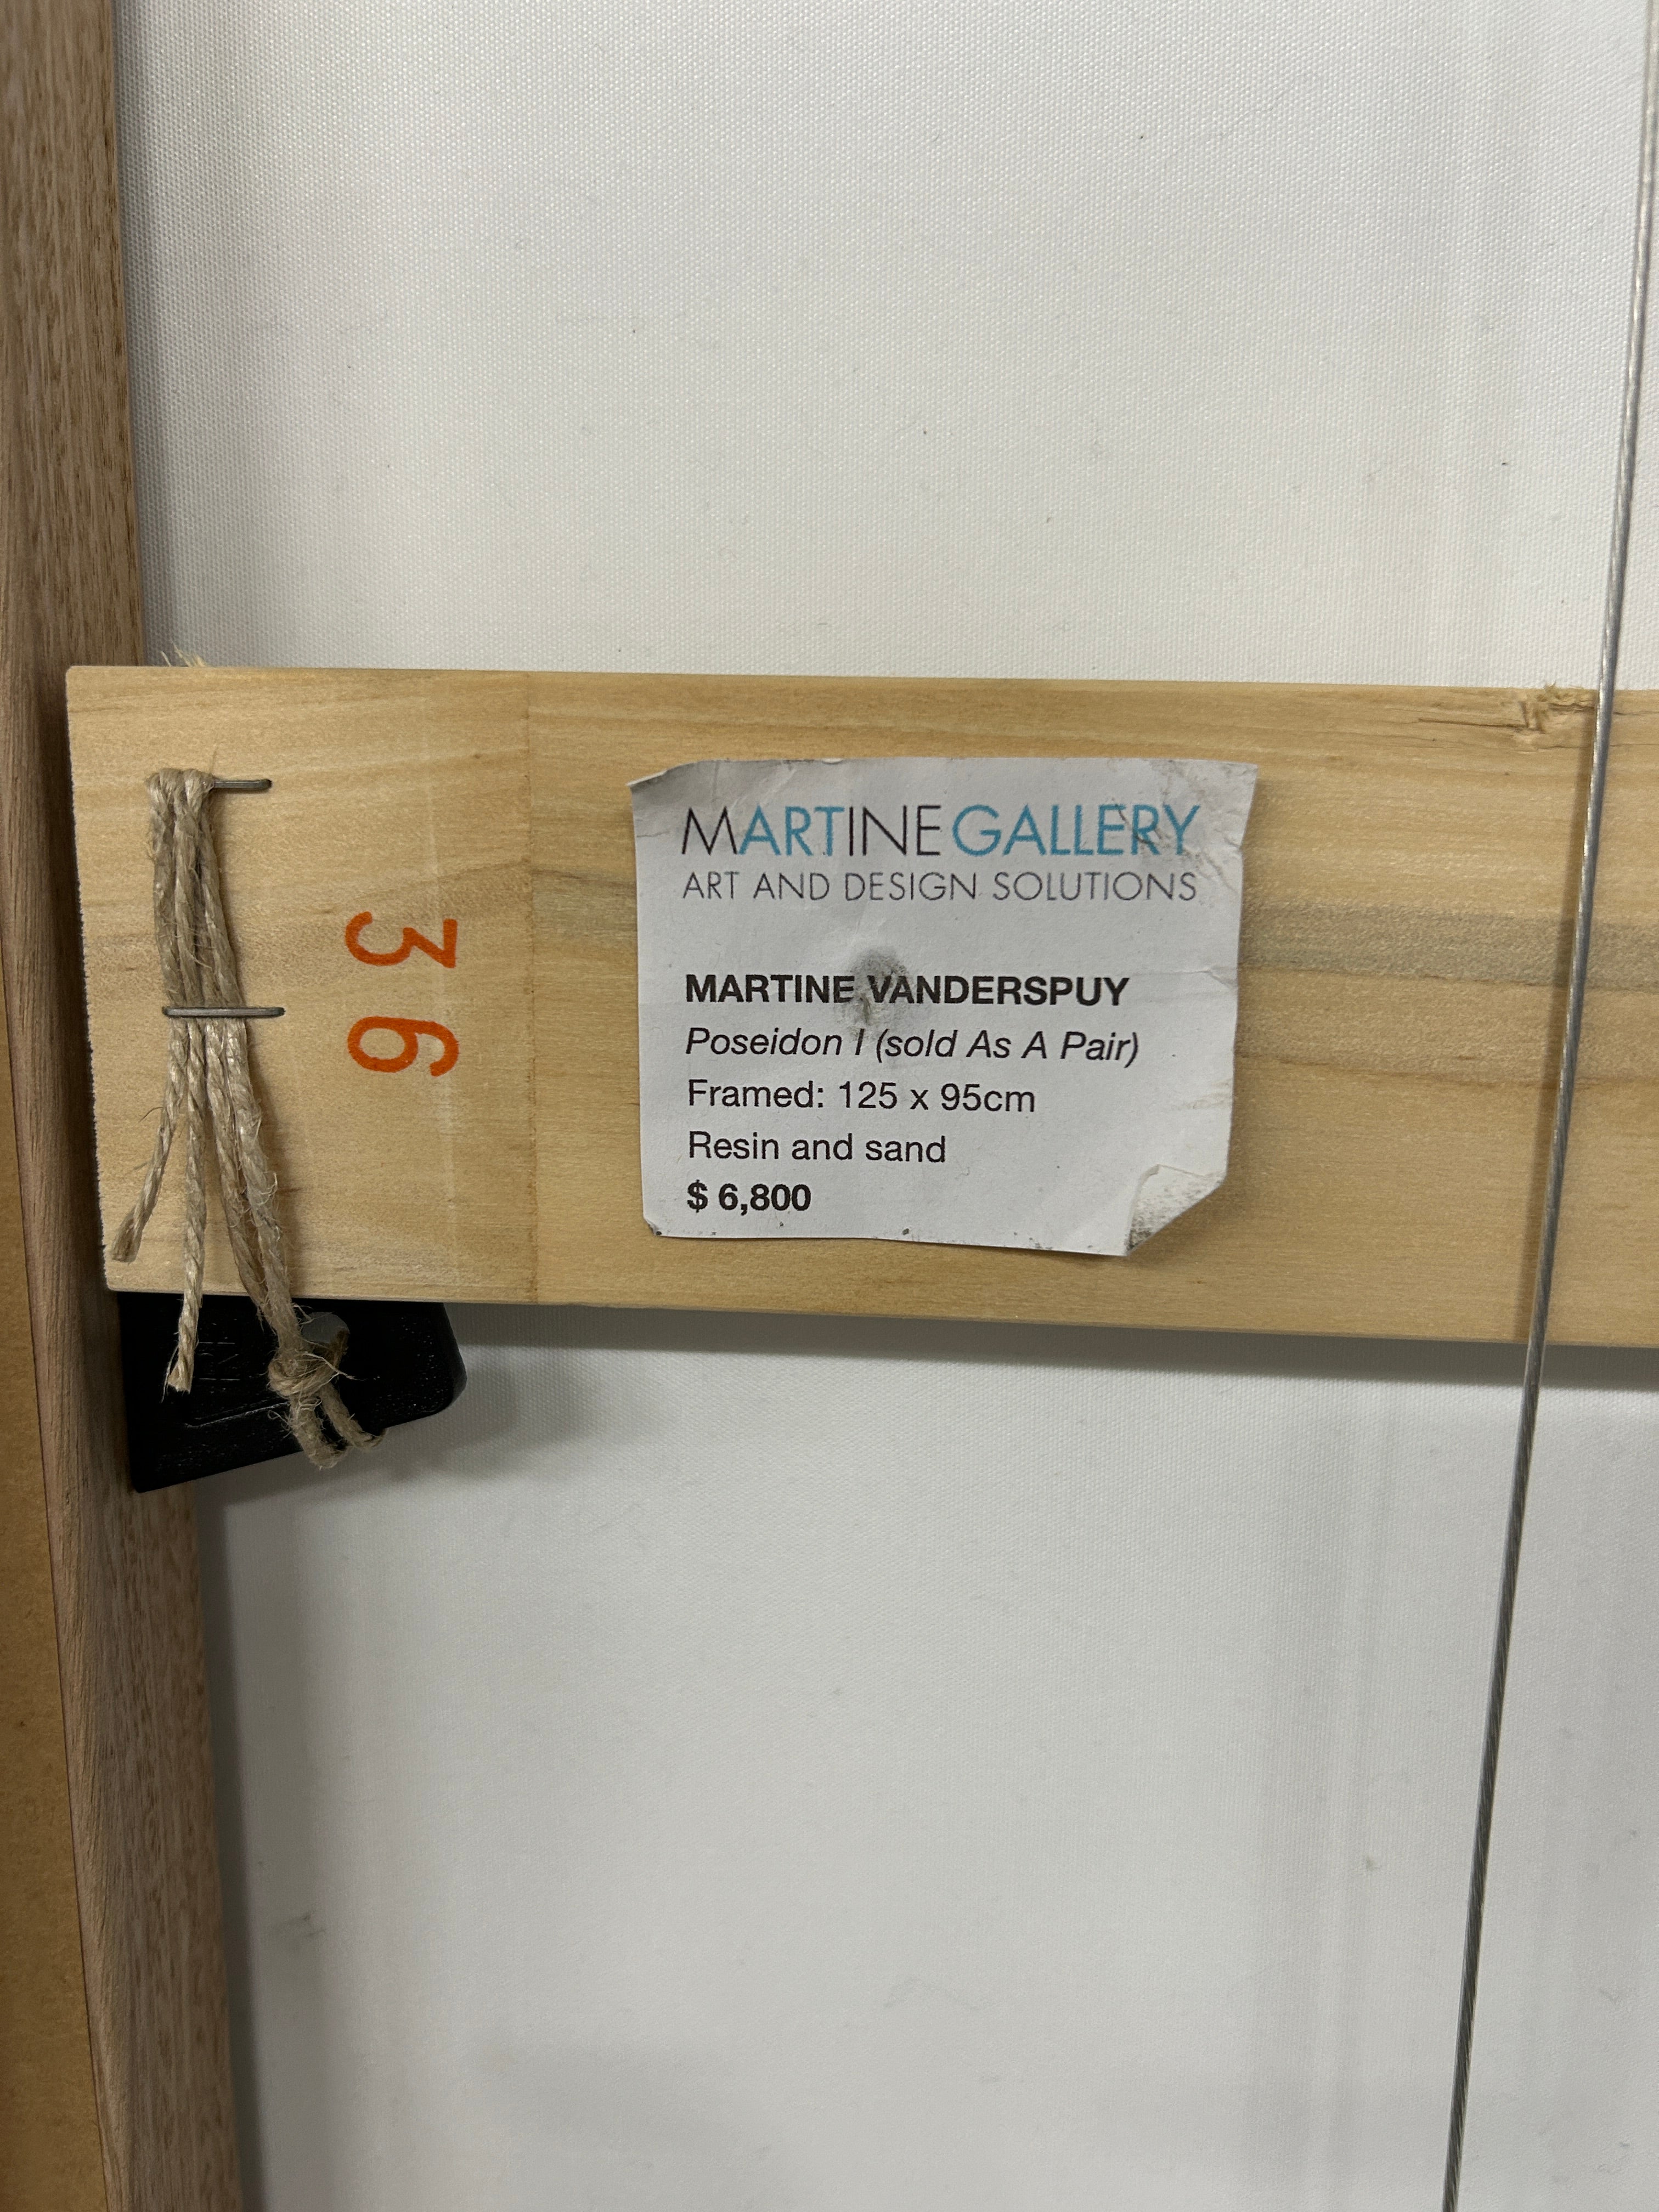 36
MARTINE GALLERY
ART AND DESIGN SOLUTIONS
MARTINE VANDERSPUY
Poseidon I (sold As A Pair)
Framed: 125 x 95cm
Resin and sand
$ 6,800